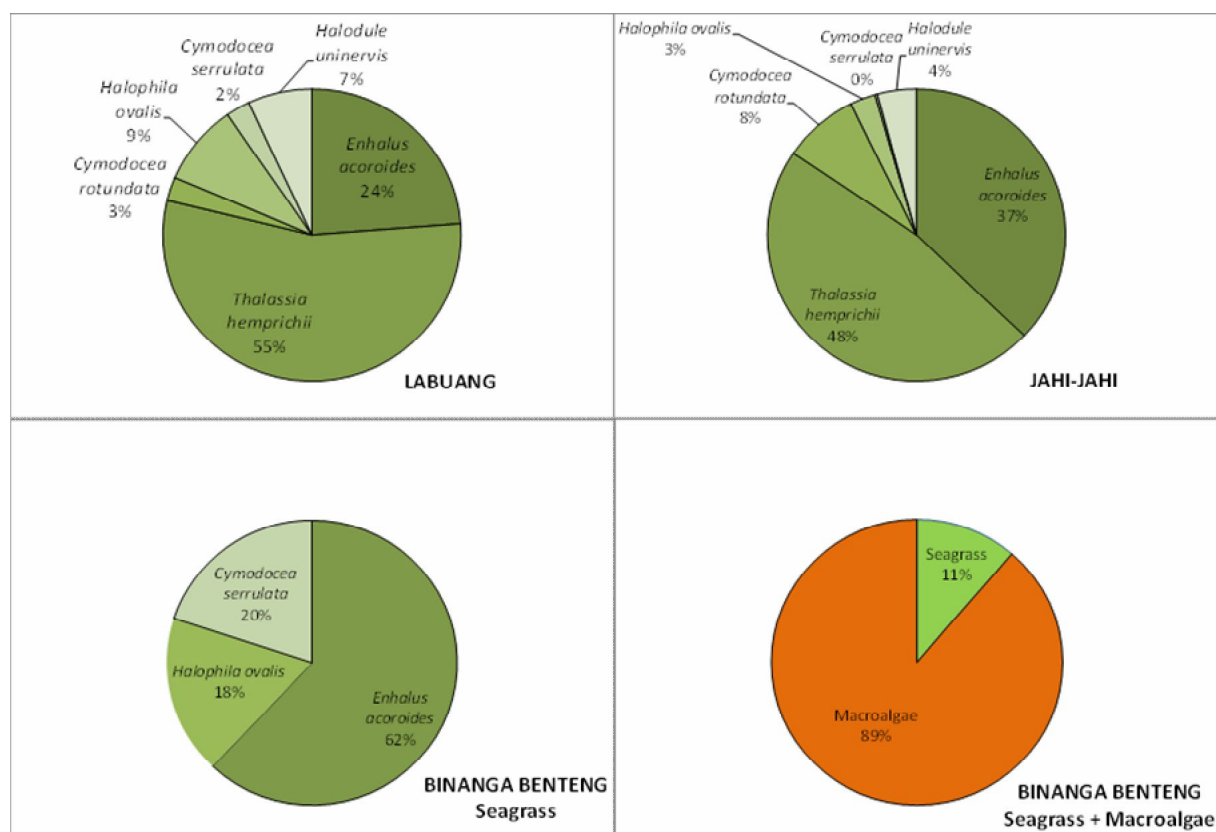 Cymodocea
serrulata
2%
Halodule
uninervis
7%
Halophila
ovalis
9%
Cymodocea
rotundata
3%
Enhalus
acoroides
24%
Thalassia
hemprichii
55%
LABUANG
Halophila ovalis
3%
Cymodocea
serrulata
0%
Halodule
uninervis
4%
Cymodocea
rotundata
8%
Enhalus
acoroides
37%
Thalassia
hemprichii
48%
JAHI-JAHI
Cymodocea
serrulata
20%
Halophila ovalis
18%
Enhalus
acoroides
62%
BINANGA BENTENG
Seagrass
Seagrass
11%
Macroalgae
89%
BINANGA BENTENG
Seagrass + Macroalgae